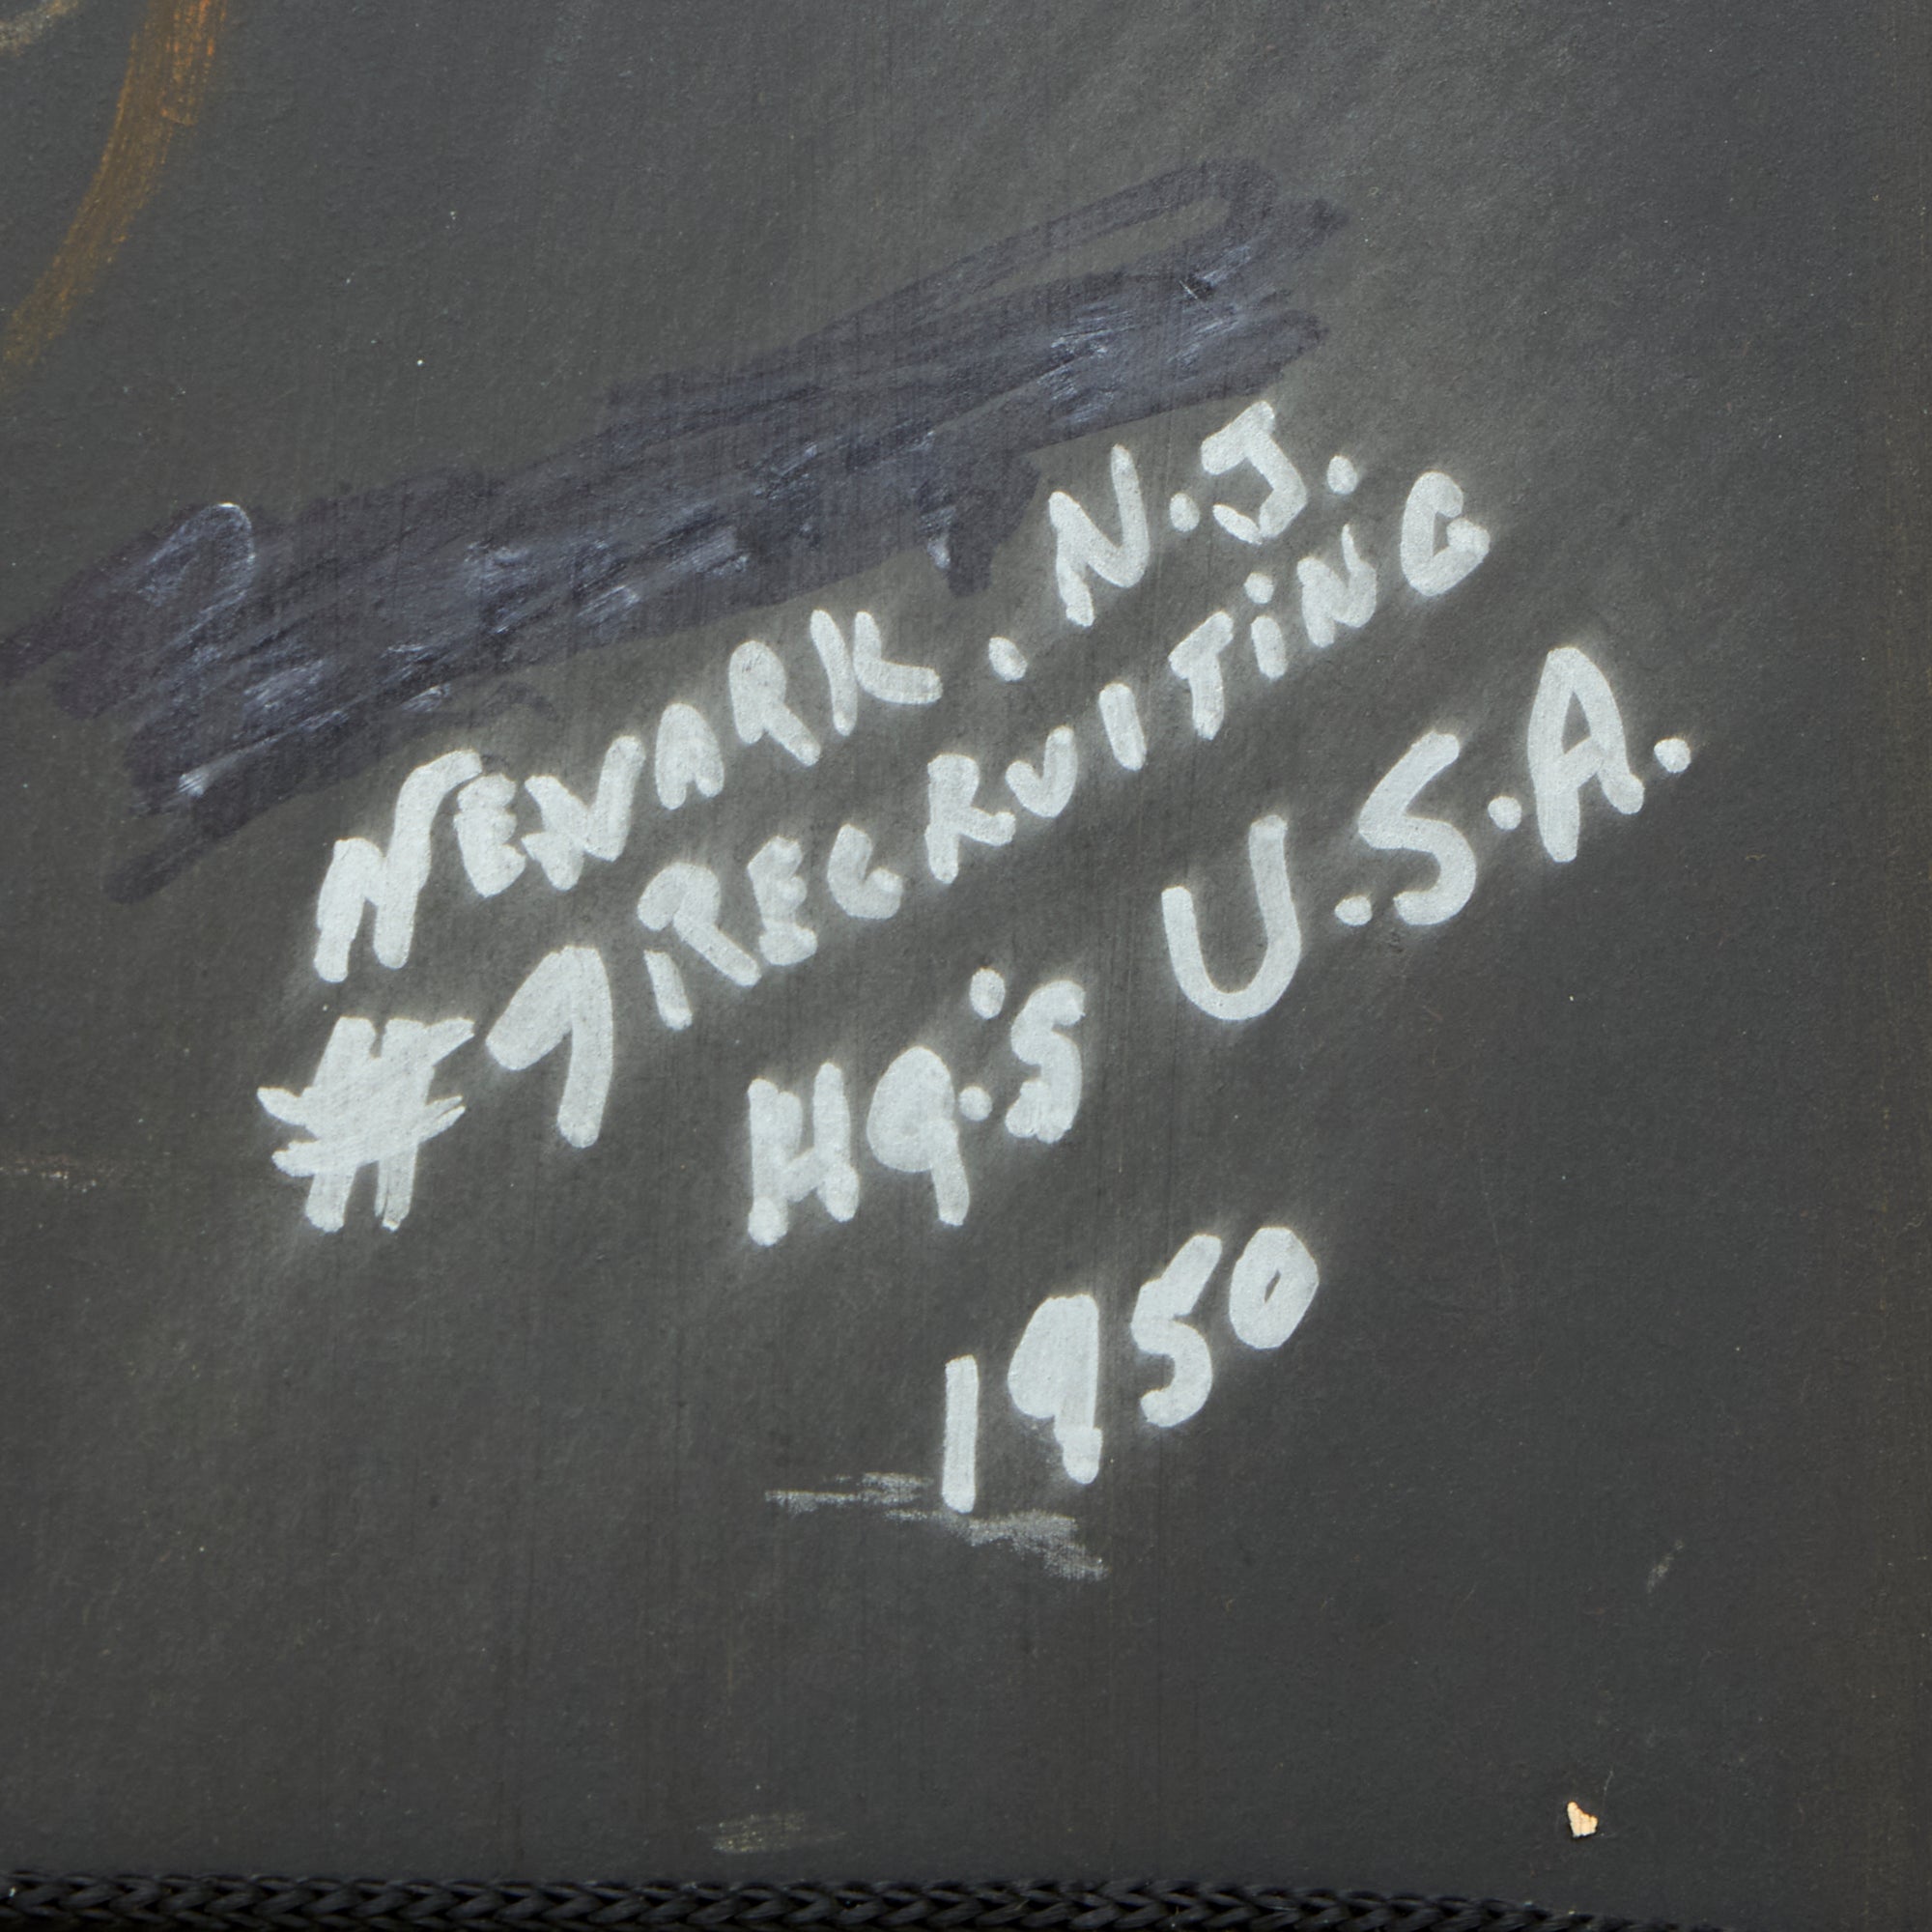 NEWARK. N.J.
#7 RECRUITING
HQ'S U.S.A.
1950